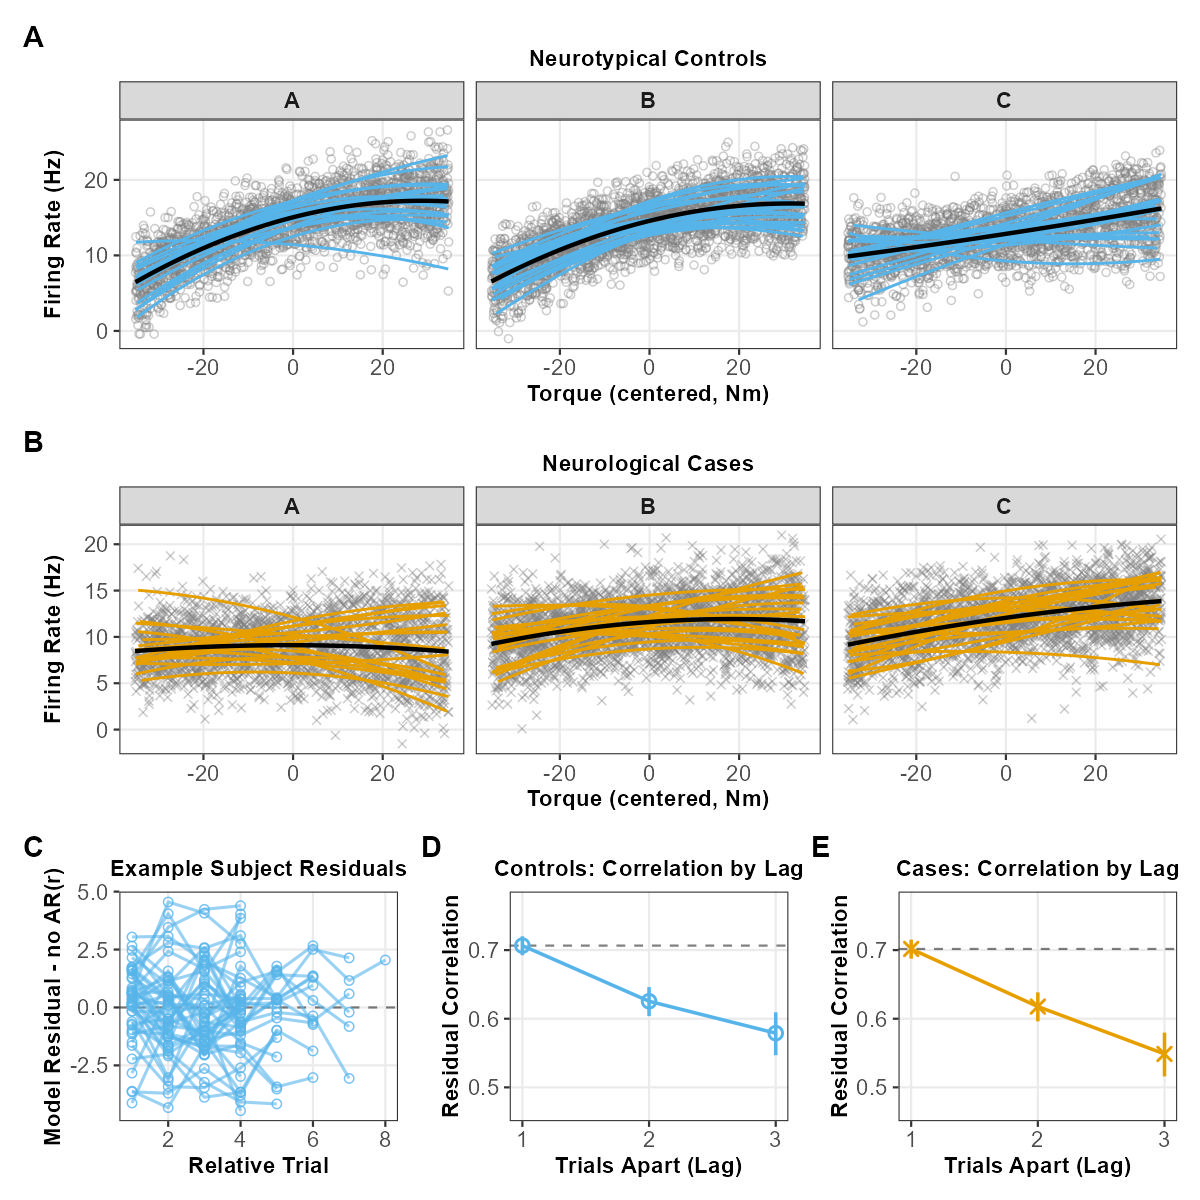 A
Neurotypical Controls
A B C
Firing Rate (Hz)
20
10
0
-20 0 20 -20 0 20 -20 0 20
Torque (centered, Nm)
B
Neurological Cases
A B C
Firing Rate (Hz)
20
15
10
5
0
-20 0 20 -20 0 20 -20 0 20
Torque (centered, Nm)
C
Example Subject Residuals
Model Residual - no AR(r)
5.0
2.5
0.0
-2.5
2 4 6 8
Relative Trial
D
Controls: Correlation by Lag
Residual Correlation
0.7
0.6
0.5
1 2 3
Trials Apart (Lag)
E
Cases: Correlation by Lag
Residual Correlation
0.7
0.6
0.5
1 2 3
Trials Apart (Lag)